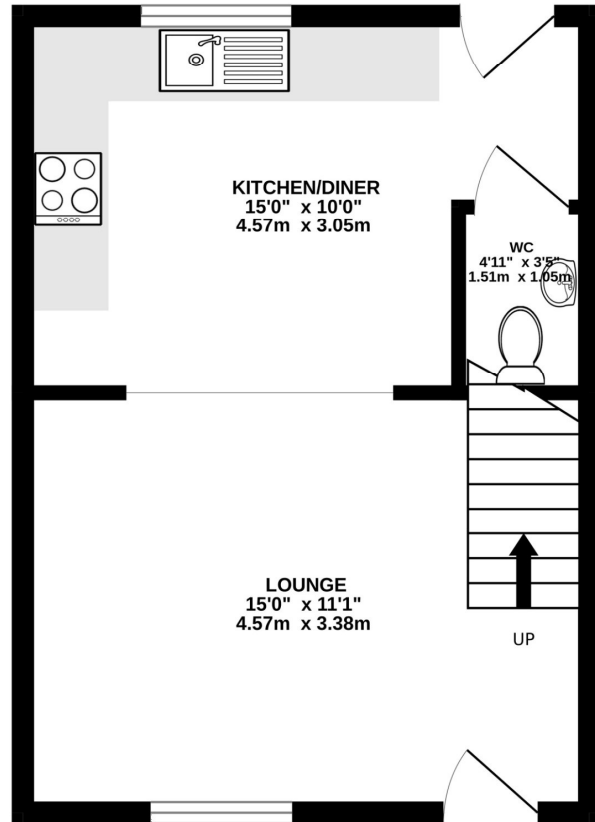 KITCHEN/DINER
15'0" x 10'0"
4.57m x 3.05m
WC
4'11" x 3'5"
1.51m x 1.05m
LOUNGE
15'0" x 11'1"
4.57m x 3.38m
UP